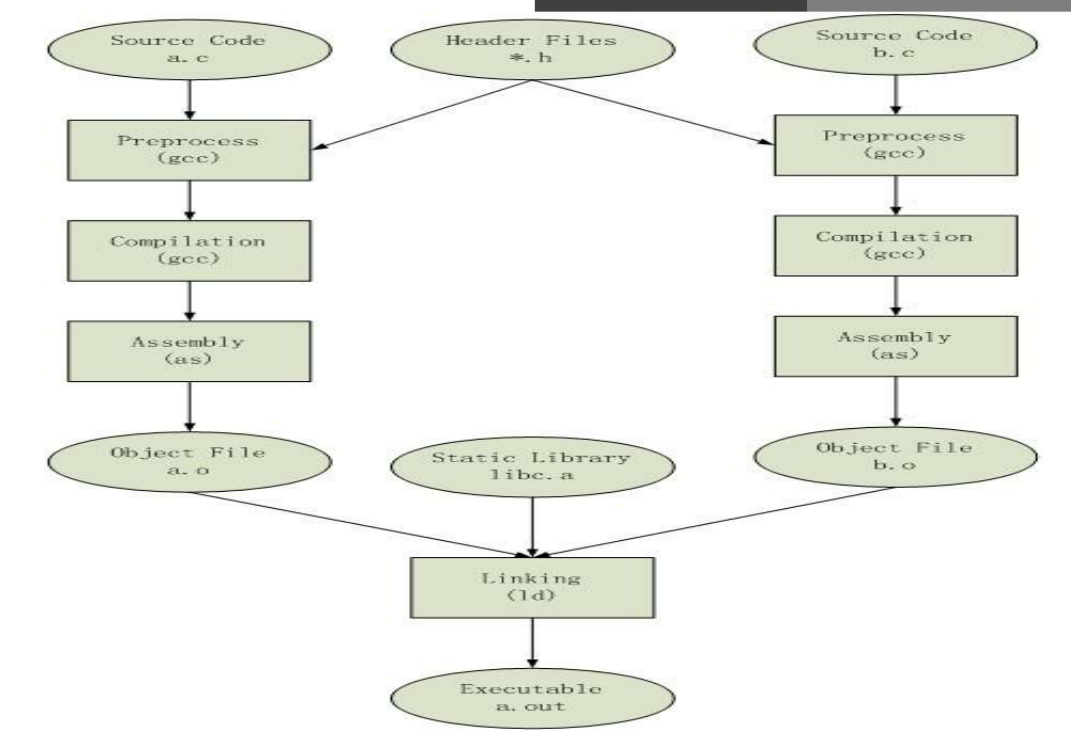 Source Code
a.c
Header Files
*.h
Source Code
b.c
Preprocess
(gcc)
Preprocess
(gcc)
Compilation
(gcc)
Compilation
(gcc)
Assembly
(as)
Assembly
(as)
Object File
a.o
Static Library
libc.a
Object File
b.o
Linking
(ld)
Executable
a.out